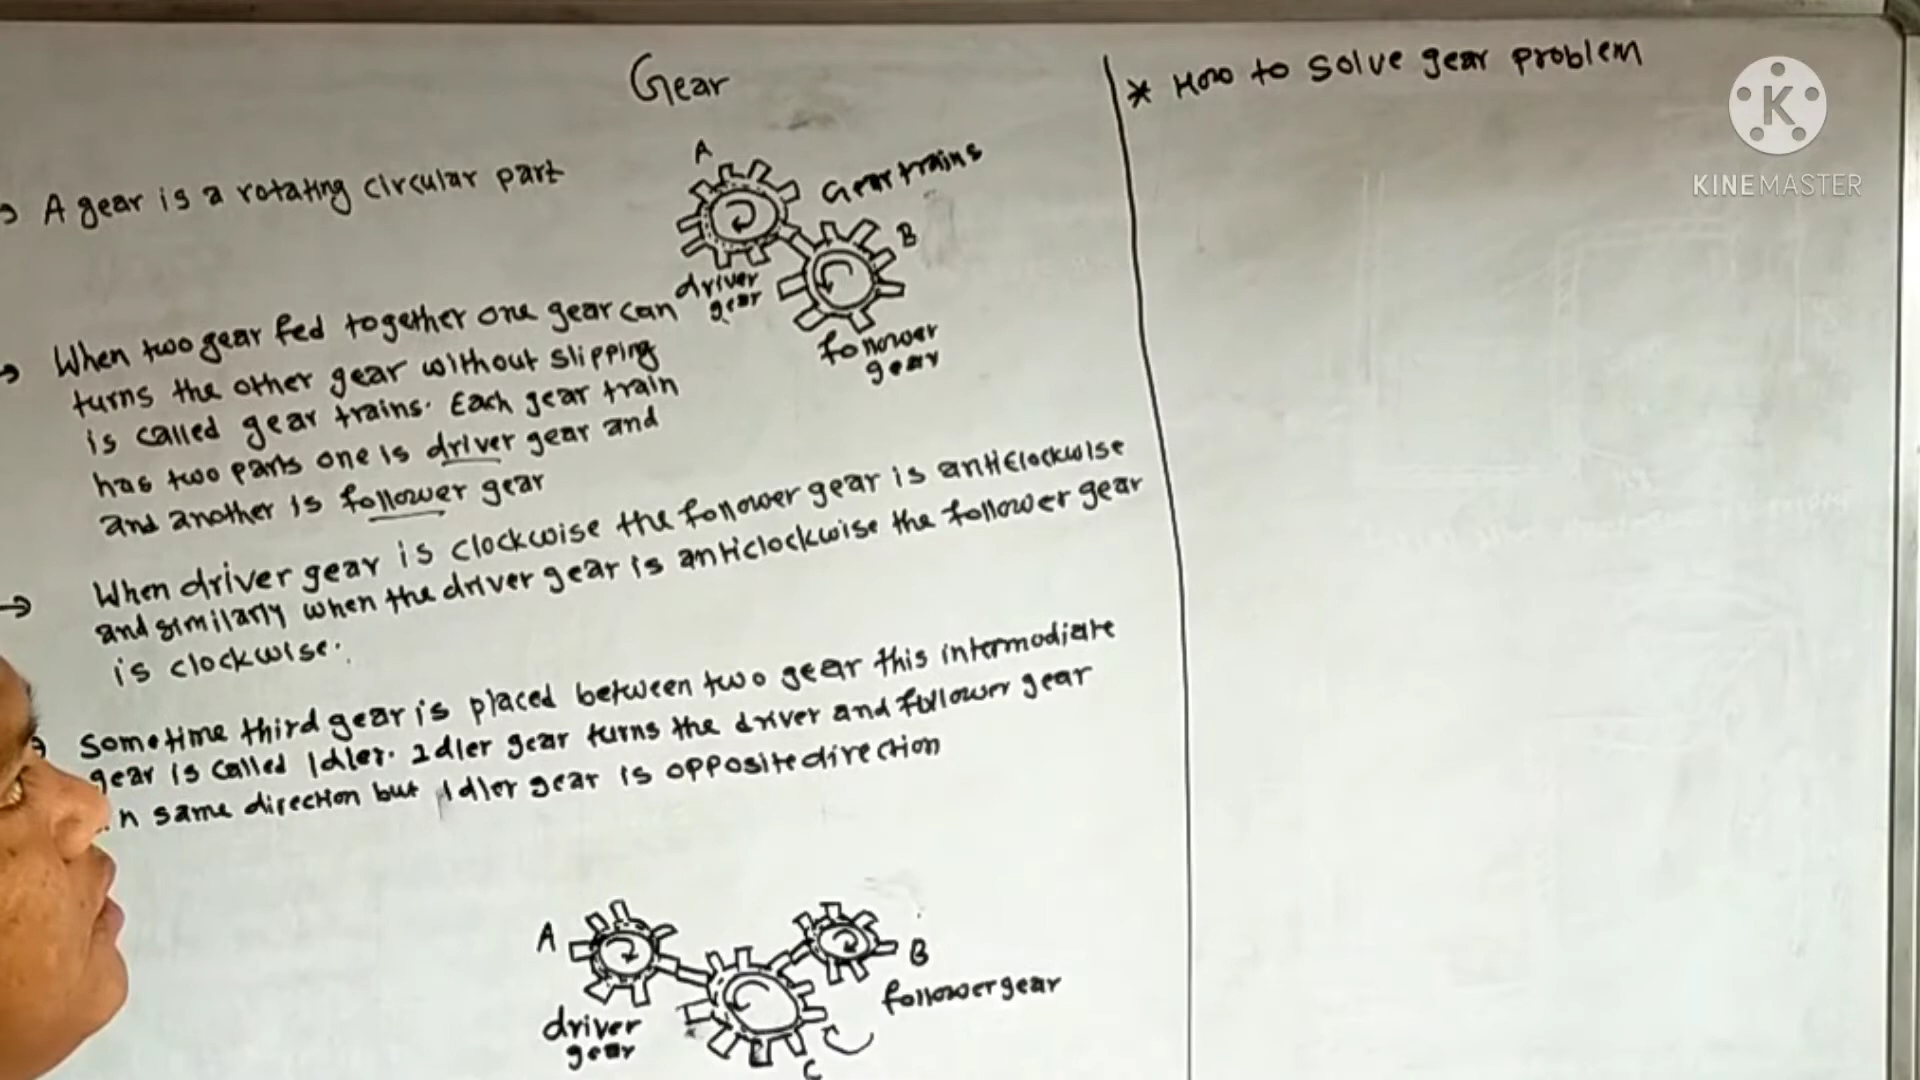 Gear
→ A gear is a rotating circular part
A
Gear trains
B
driver
gear
follower
gear
→ When two gear fed together one gear can
turns the other gear without slipping
is called gear trains. Each gear train
has two parts one is driver gear and
and another is follower gear
→ When driver gear is clockwise the follower gear is anticlockwise
and similarly when the driver gear is anticlockwise the follower gear
is clockwise.
→ Sometime third gear is placed between two gear this intermodiate
gear is called Idler. Idler gear turns the driver and follower gear
n same direction but Idler gear is opposite direction
A
B
driver
gear
follower gear
C
* How to solve gear problem
K
KINEMASTER